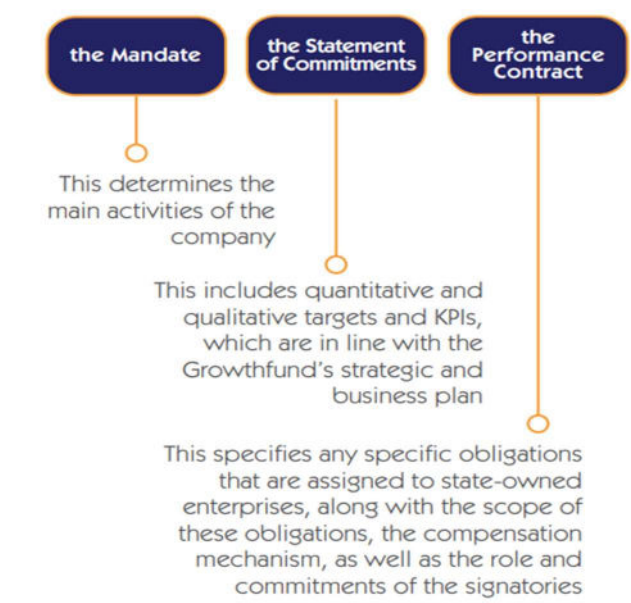 the Mandate
the Statement
of Commitments
the
Performance
Contract
This determines the
main activities of the
company
This includes quantitative and
qualitative targets and KPIs,
which are in line with the
Growthfund's strategic and
business plan
This specifies any specific obligations
that are assigned to state-owned
enterprises, along with the scope of
these obligations, the compensation
mechanism, as well as the role and
commitments of the signatories